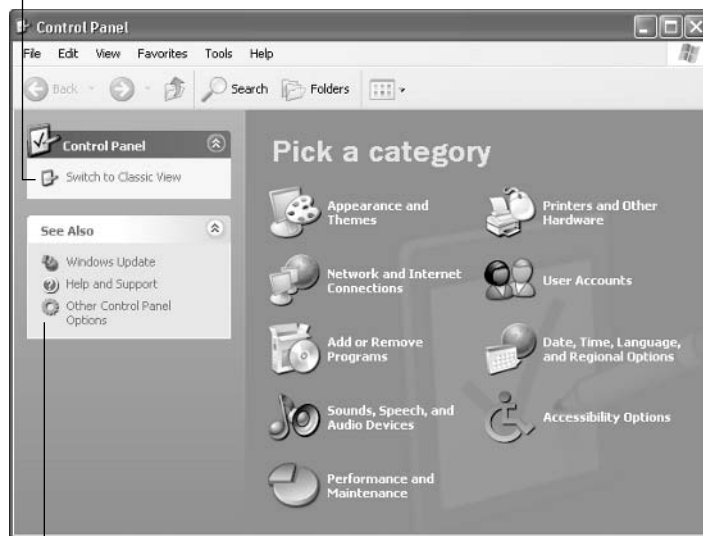 Control Panel
File Edit View Favorites Tools Help
Back Search Folders
Control Panel
Switch to Classic View
See Also
Windows Update
Help and Support
Other Control Panel
Options
Pick a category
Appearance and
Themes
Printers and Other
Hardware
Network and Internet
Connections
User Accounts
Add or Remove
Programs
Date, Time, Language,
and Regional Options
Sounds, Speech, and
Audio Devices
Accessibility Options
Performance and
Maintenance